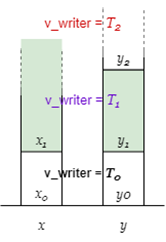 v_writer = T₂
y₂
v_writer = T₁
x₁ y₁
v_writer = T₀
x₀ y0
x y